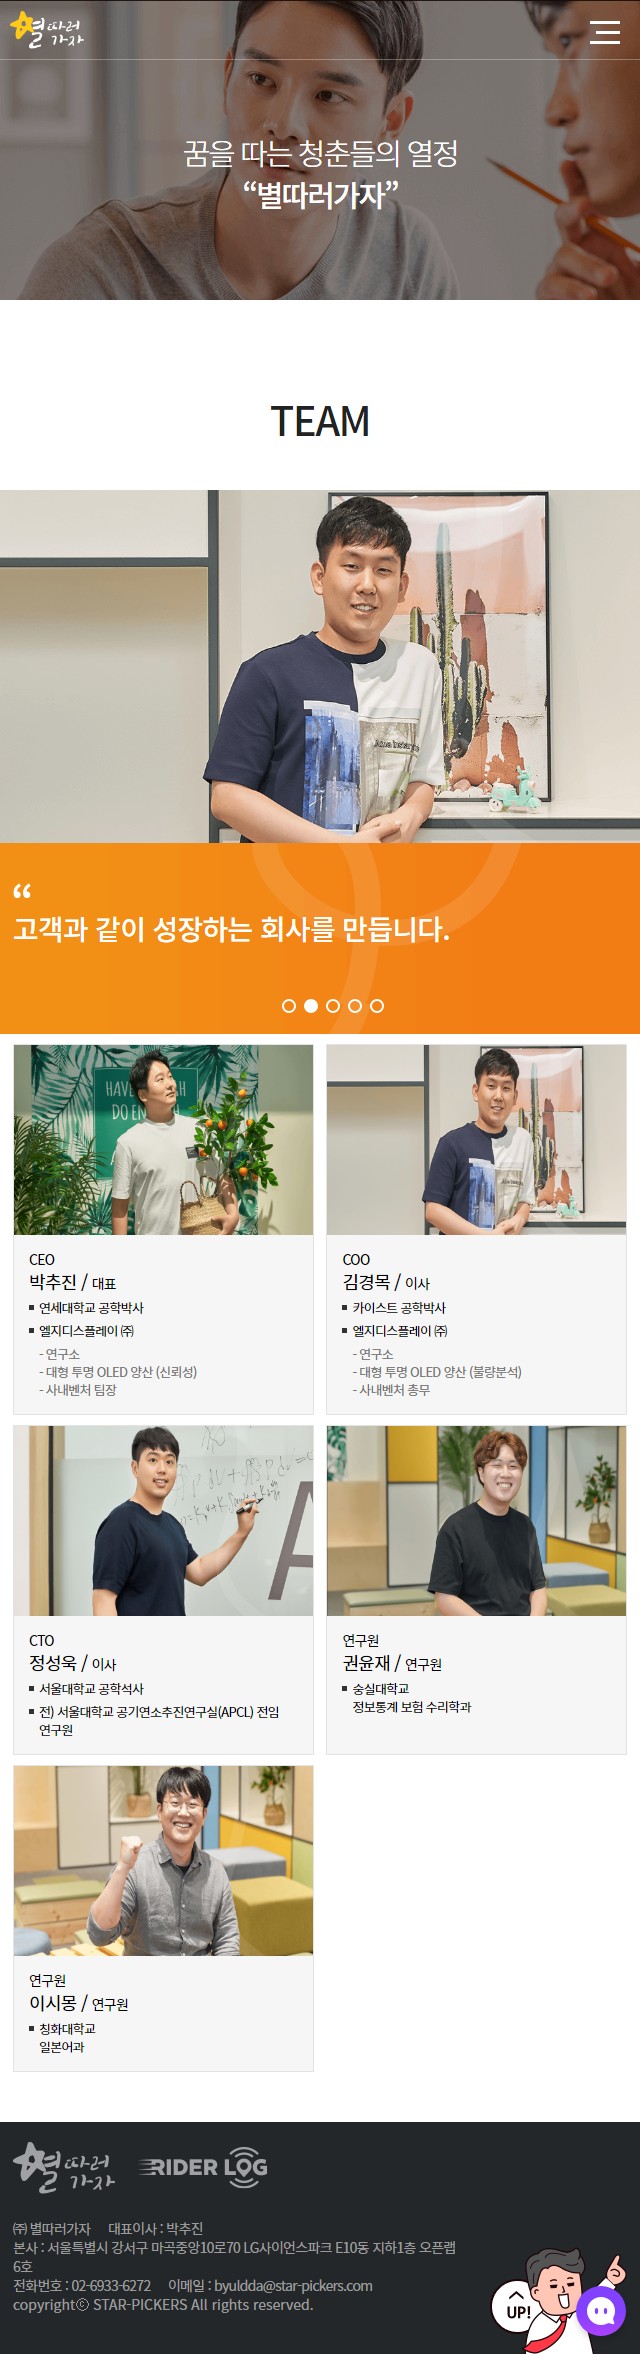 별따러
가자
꿈을 따는 청춘들의 열정
“별따러가자”
TEAM
“
고객과 같이 성장하는 회사를 만듭니다.
CEO
박추진 / 대표
연세대학교 공학박사
엘지디스플레이 ㈜
- 연구소
- 대형 투명 OLED 양산 (신뢰성)
- 사내벤처 팀장
COO
김경목 / 이사
카이스트 공학박사
엘지디스플레이 ㈜
- 연구소
- 대형 투명 OLED 양산 (불량분석)
- 사내벤처 총무
CTO
정성욱 / 이사
서울대학교 공학석사
전) 서울대학교 공기연소추진연구실(APCL) 전임
연구원
연구원
권윤재 / 연구원
숭실대학교
정보통계 보험 수리학과
연구원
이시몽 / 연구원
칭화대학교
일본어과
별따러
가자
RIDER LOG
㈜ 별따러가자 대표이사 : 박추진
본사 : 서울특별시 강서구 마곡중앙10로70 LG사이언스파크 E10동 지하1층 오픈랩
6호
전화번호 : 02-6933-6272 이메일 : byuldda@star-pickers.com
copyrightⓒ STAR-PICKERS All rights reserved.
UP!